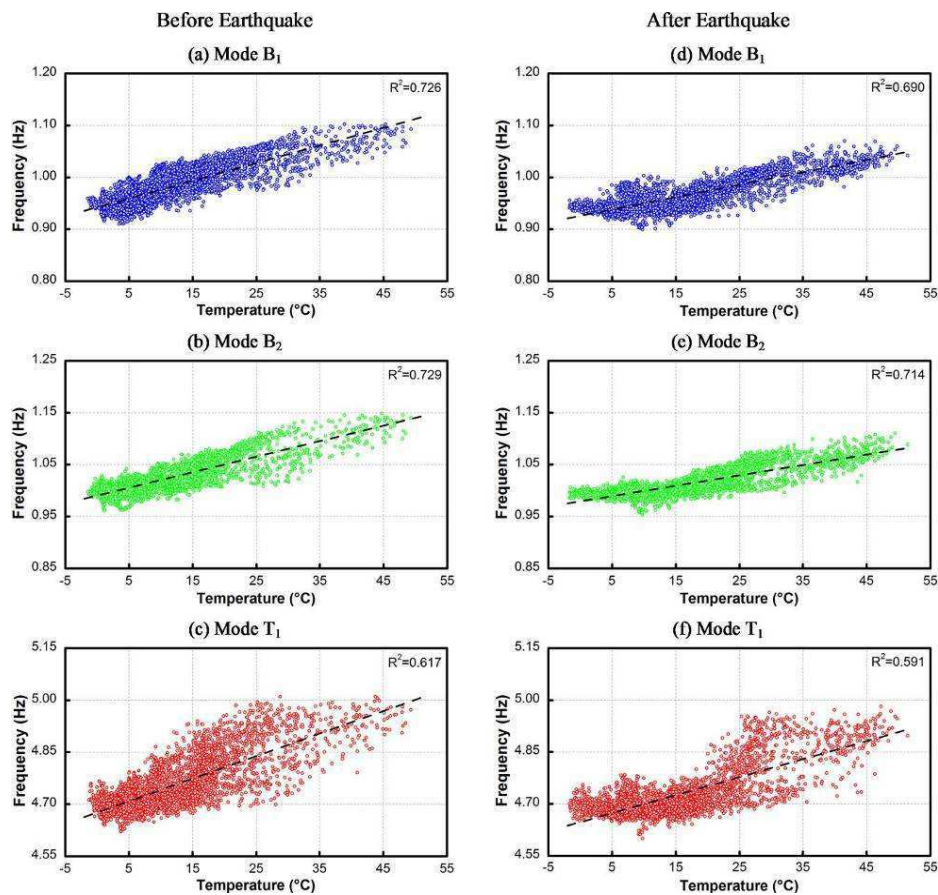 Before Earthquake
After Earthquake
(a) Mode B₁
(d) Mode B₁
1.20
1.10
1.00
0.90
0.80
Frequency (Hz)
R²=0.726
-5 5 15 25 35 45 55
Temperature (°C)
1.20
1.10
1.00
0.90
0.80
Frequency (Hz)
R²=0.690
-5 5 15 25 35 45 55
Temperature (°C)
(b) Mode B₂
(e) Mode B₂
1.25
1.15
1.05
0.95
0.85
Frequency (Hz)
R²=0.729
-5 5 15 25 35 45 55
Temperature (°C)
1.25
1.15
1.05
0.95
0.85
Frequency (Hz)
R²=0.714
-5 5 15 25 35 45 55
Temperature (°C)
(c) Mode T₁
(f) Mode T₁
5.15
5.00
4.85
4.70
4.55
Frequency (Hz)
R²=0.617
-5 5 15 25 35 45 55
Temperature (°C)
5.15
5.00
4.85
4.70
4.55
Frequency (Hz)
R²=0.591
-5 5 15 25 35 45 55
Temperature (°C)